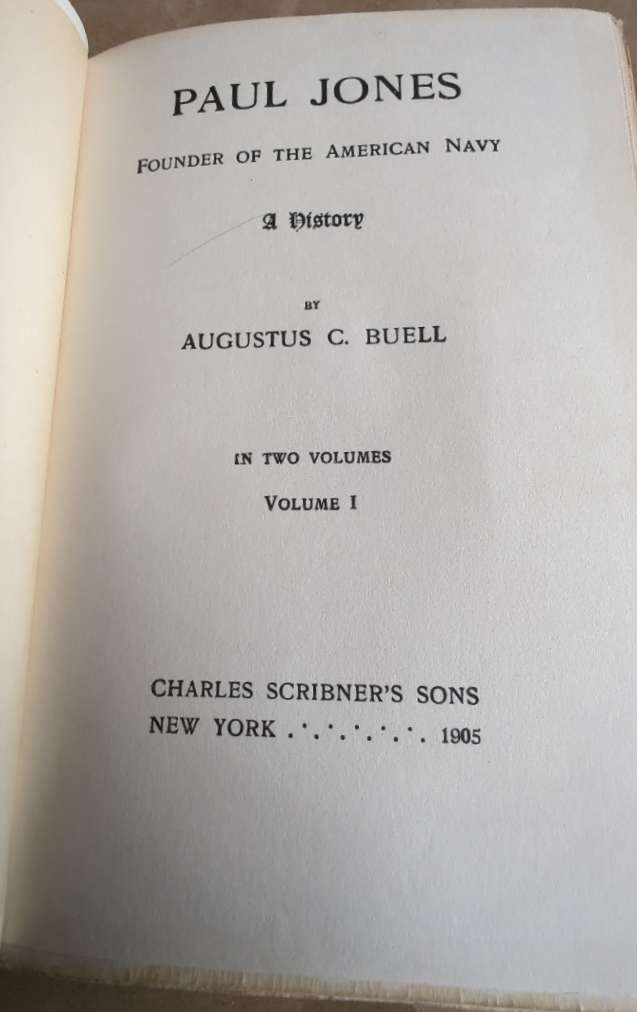 PAUL JONES
FOUNDER OF THE AMERICAN NAVY
A History
BY
AUGUSTUS C. BUELL
IN TWO VOLUMES
VOLUME I
CHARLES SCRIBNER'S SONS
NEW YORK .·.·.·.·.·. 1905